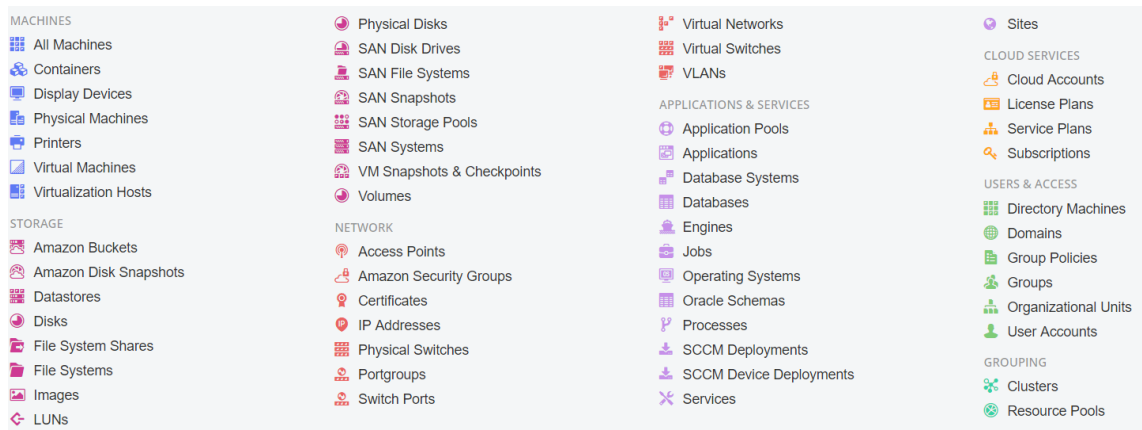 MACHINES
All Machines
Containers
Display Devices
Physical Machines
Printers
Virtual Machines
Virtualization Hosts
STORAGE
Amazon Buckets
Amazon Disk Snapshots
Datastores
Disks
File System Shares
File Systems
Images
LUNs
Physical Disks
SAN Disk Drives
SAN File Systems
SAN Snapshots
SAN Storage Pools
SAN Systems
VM Snapshots & Checkpoints
Volumes
NETWORK
Access Points
Amazon Security Groups
Certificates
IP Addresses
Physical Switches
Portgroups
Switch Ports
Virtual Networks
Virtual Switches
VLANs
APPLICATIONS & SERVICES
Application Pools
Applications
Database Systems
Databases
Engines
Jobs
Operating Systems
Oracle Schemas
Processes
SCCM Deployments
SCCM Device Deployments
Services
Sites
CLOUD SERVICES
Cloud Accounts
License Plans
Service Plans
Subscriptions
USERS & ACCESS
Directory Machines
Domains
Group Policies
Groups
Organizational Units
User Accounts
GROUPING
Clusters
Resource Pools